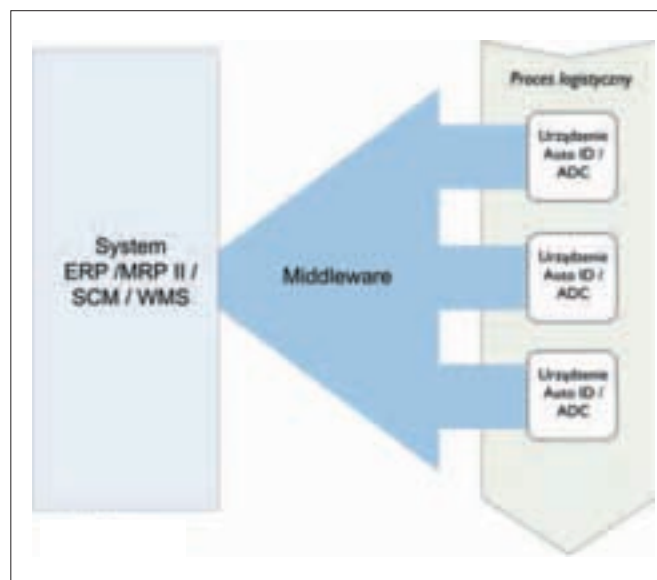 System
ERP /MRP II /
SCM / WMS
Middleware
Proces logistyczny
Urządzenie
Auto ID /
ADC
Urządzenie
Auto ID /
ADC
Urządzenie
Auto ID /
ADC